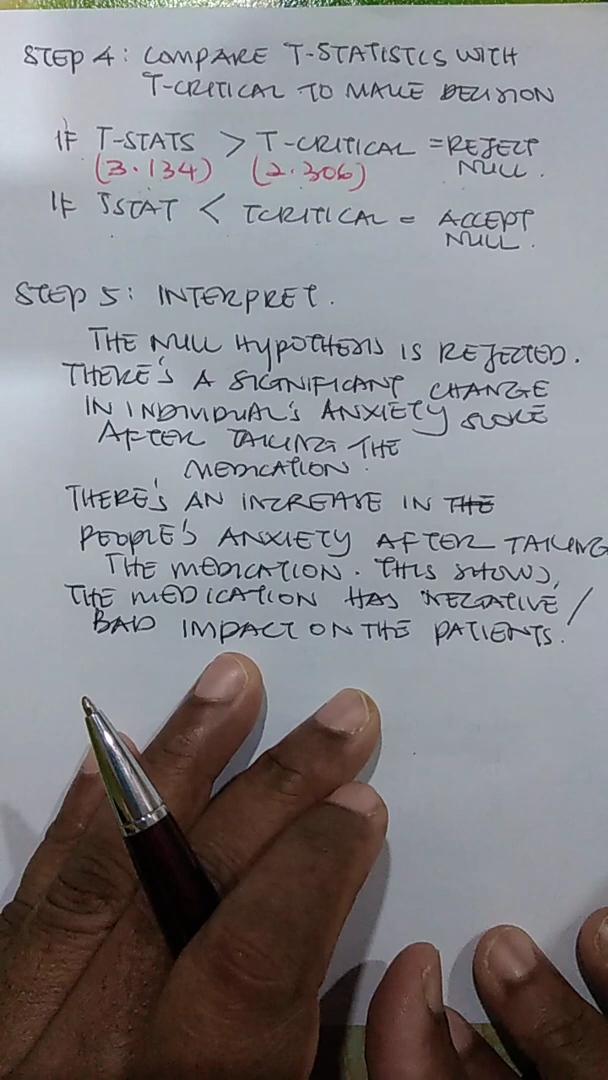 STEP 4: COMPARE T-STATISTCS WITH
T-CRITICAL TO MAKE DECISION
IF T-STATS > T-CRITICAL = REJECT
NULL.
(3.134) (2.306)
IF TSTAT < TCRITICAL = ACCEPT
NULL.
STEP 5: INTERPRET.
THE NULL HYPOTHESIS IS REJECTED.
THERE'S A SIGNIFICANT CHANGE
IN INDIVIDUAL'S ANXIETY SCORE
AFTER TAKING THE
MEDICATION.
THERE'S AN INCREASE IN THE
PEOPLE'S ANXIETY AFTER TAKING
THE MEDICATION. THIS SHOWS,
THE MEDICATION HAS NEGATIVE /
BAD IMPACT ON THE PATIENTS.